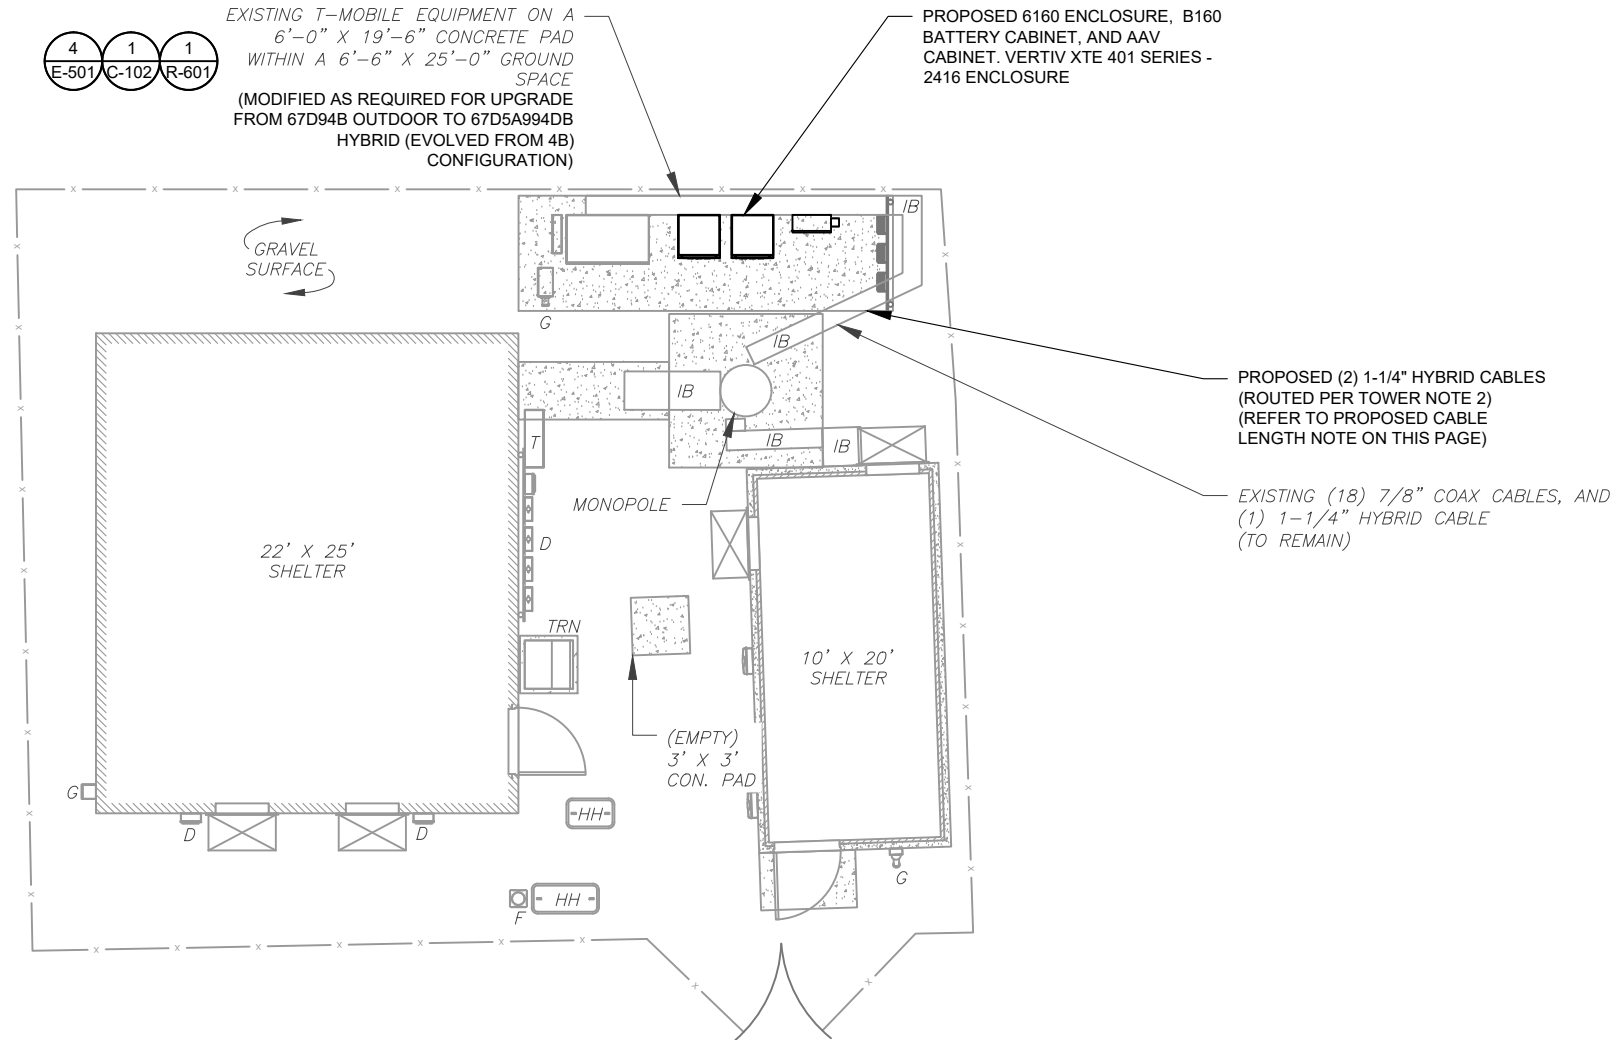 4
E-501
1
C-102
1
R-601
EXISTING T-MOBILE EQUIPMENT ON A
6'-0" X 19'-6" CONCRETE PAD
WITHIN A 6'-6" X 25'-0" GROUND
SPACE
(MODIFIED AS REQUIRED FOR UPGRADE
FROM 67D94B OUTDOOR TO 67D5A994DB
HYBRID (EVOLVED FROM 4B)
CONFIGURATION)
PROPOSED 6160 ENCLOSURE, B160
BATTERY CABINET, AND AAV
CABINET. VERTIV XTE 401 SERIES -
2416 ENCLOSURE
GRAVEL
SURFACE
IB
G
IB
IB
IB
IB
T
MONOPOLE
D
PROPOSED (2) 1-1/4" HYBRID CABLES
(ROUTED PER TOWER NOTE 2)
(REFER TO PROPOSED CABLE
LENGTH NOTE ON THIS PAGE)
EXISTING (18) 7/8" COAX CABLES, AND
(1) 1-1/4" HYBRID CABLE
(TO REMAIN)
22' X 25'
SHELTER
TRN
10' X 20'
SHELTER
(EMPTY)
3' X 3'
CON. PAD
G
D
D
HH
HH
F
G